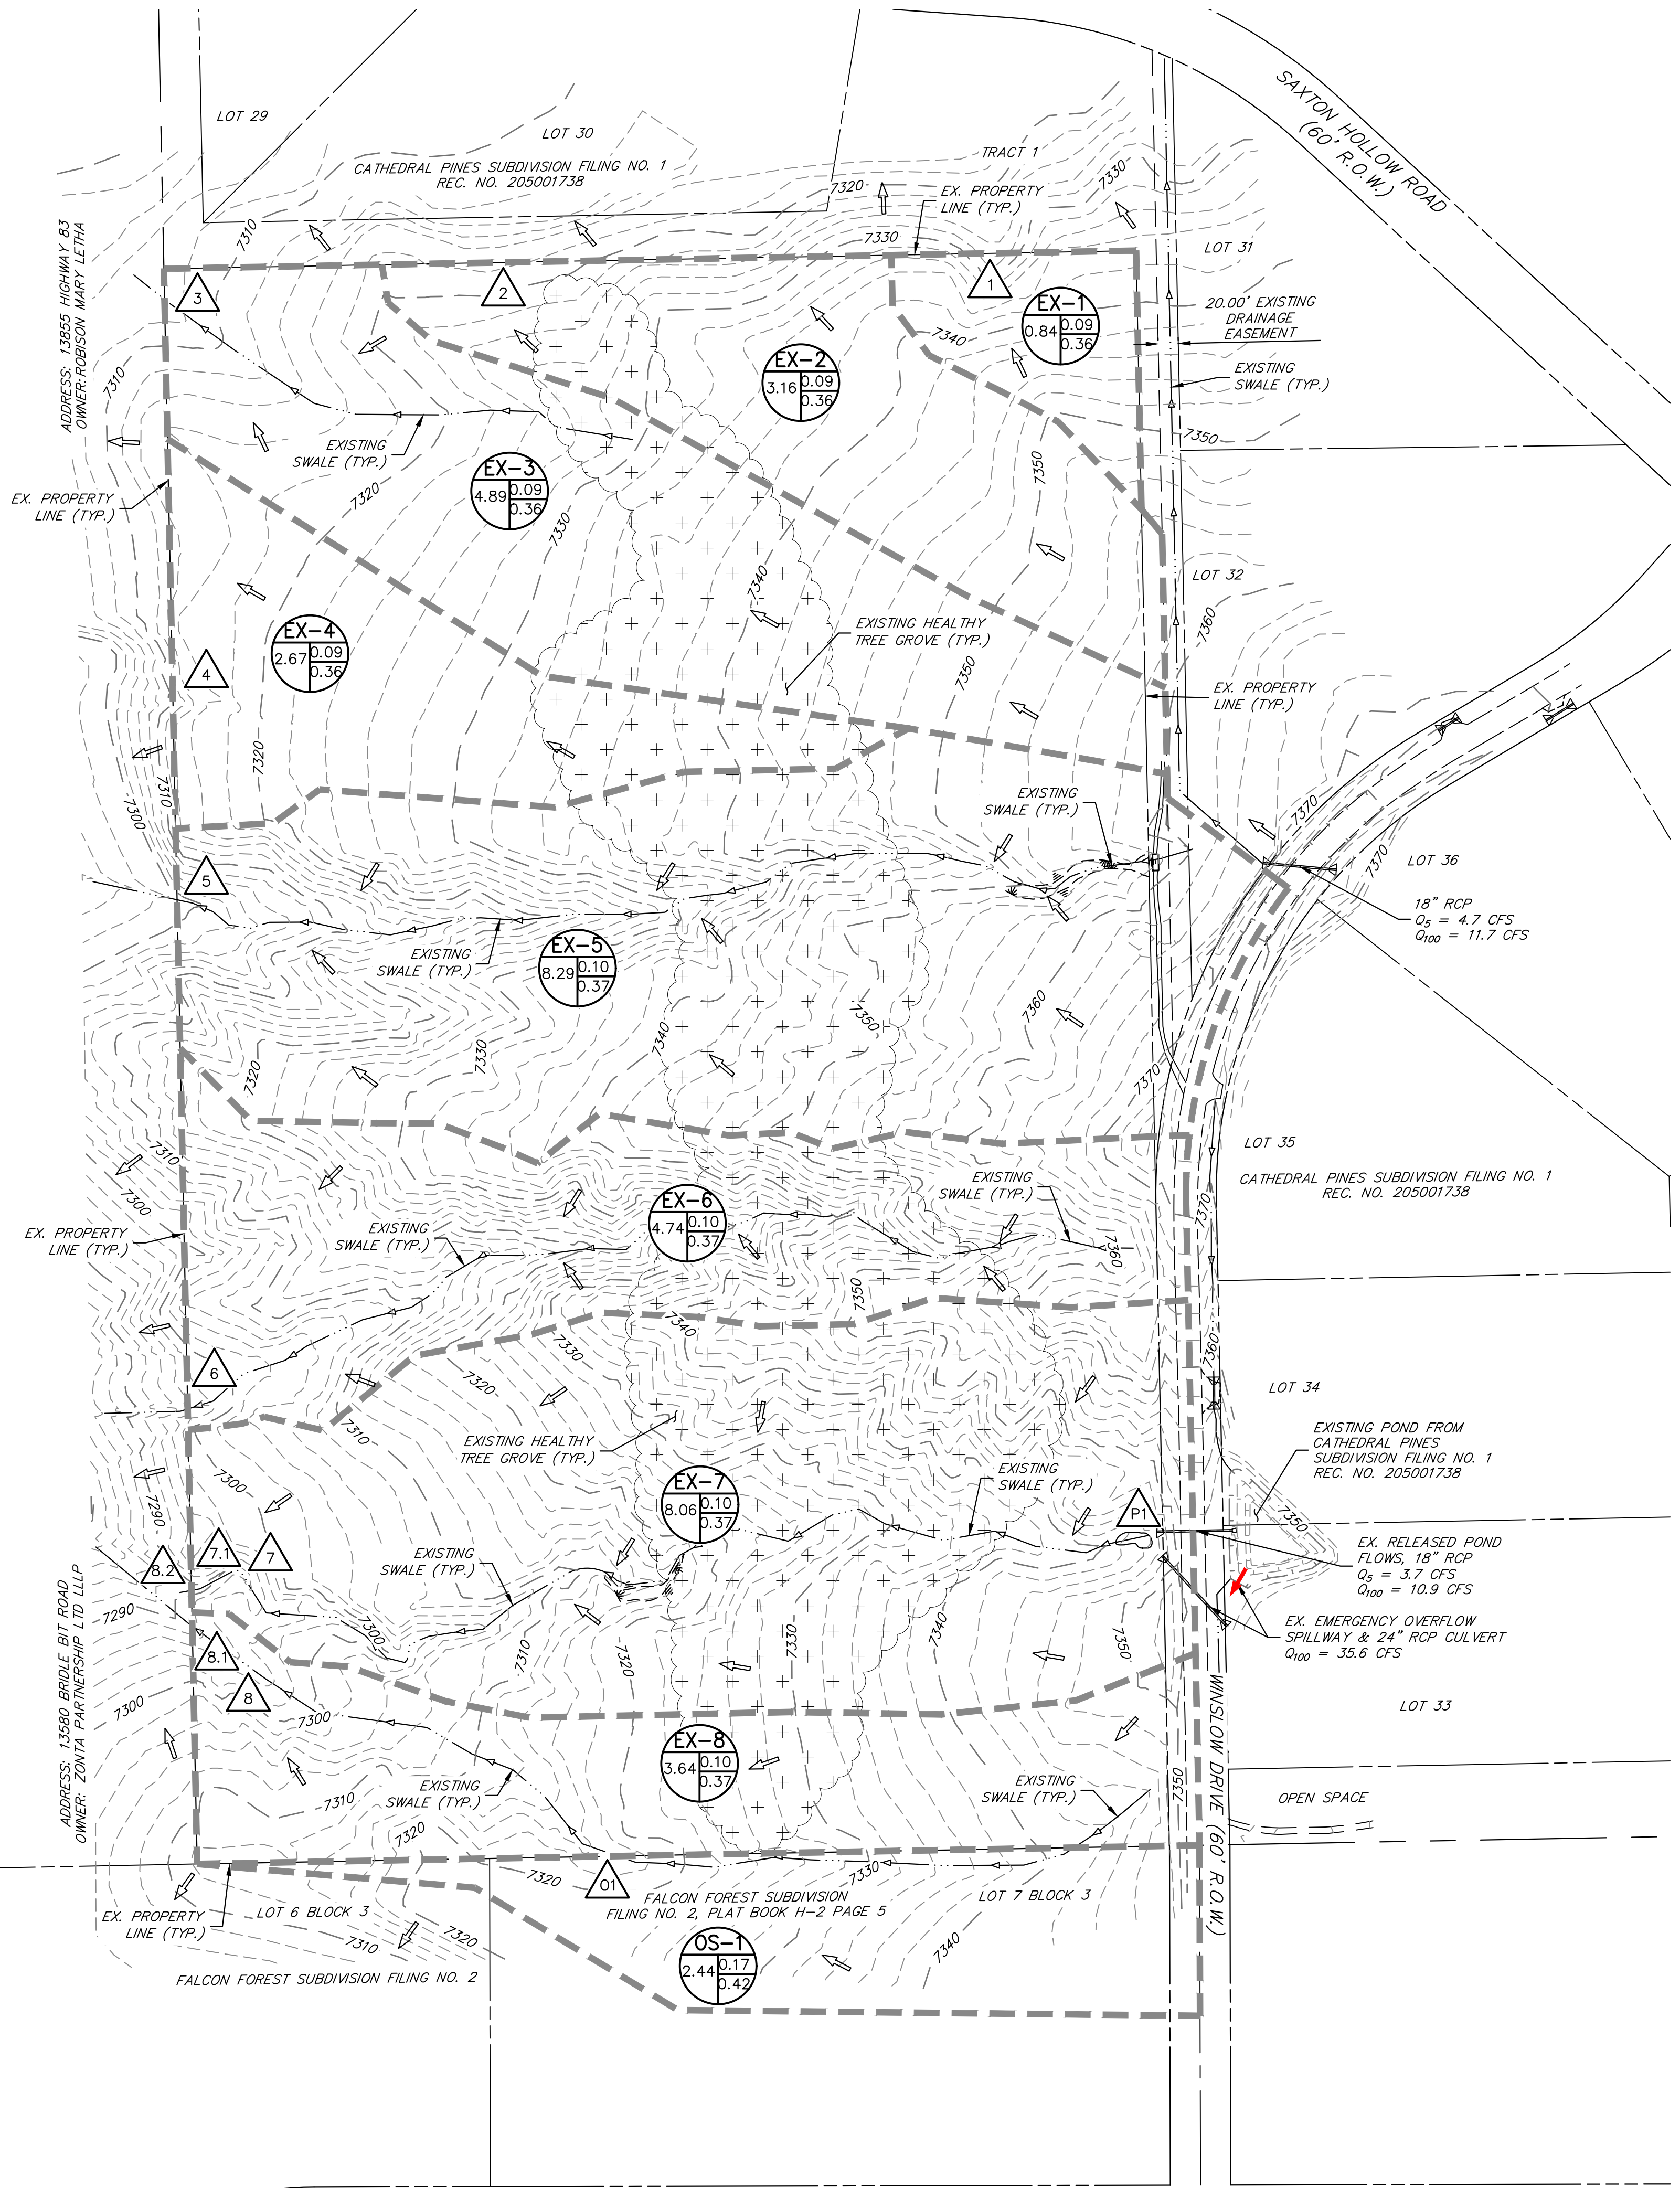 SAXTON HOLLOW ROAD
(60' R.O.W.)
LOT 29
LOT 30
CATHEDRAL PINES SUBDIVISION FILING NO. 1
REC. NO. 205001738
TRACT 1
7320
EX. PROPERTY
LINE (TYP.)
7330
7310
7330
LOT 31
ADDRESS: 13855 HIGHWAY 83
OWNER: ROBISON MARY LETHA
3
2
1
EX-1
0.84
0.09
0.36
20.00' EXISTING
DRAINAGE
EASEMENT
7340
EX-2
3.16
0.09
0.36
EXISTING
SWALE (TYP.)
7310
7350
EXISTING
SWALE (TYP.)
EX-3
4.89
0.09
0.36
7350
EX. PROPERTY
LINE (TYP.)
7320
7330
7340
LOT 32
EX-4
2.67
0.09
0.36
EXISTING HEALTHY
TREE GROVE (TYP.)
7360
4
7350
EX. PROPERTY
LINE (TYP.)
7320
7310
7300
EXISTING
SWALE (TYP.)
7370
7370
LOT 36
5
18" RCP
Q5 = 4.7 CFS
Q100 = 11.7 CFS
EXISTING
SWALE (TYP.)
EX-5
8.29
0.10
0.37
7360
7350
7340
7330
7320
7370
LOT 35
7310
CATHEDRAL PINES SUBDIVISION FILING NO. 1
REC. NO. 205001738
EXISTING
SWALE (TYP.)
7300
EX-6
4.74
0.10
0.37
7370
EX. PROPERTY
LINE (TYP.)
EXISTING
SWALE (TYP.)
7360
7350
7340
7330
7360
6
7320
LOT 34
7310
EXISTING HEALTHY
TREE GROVE (TYP.)
EXISTING POND FROM
CATHEDRAL PINES
SUBDIVISION FILING NO. 1
REC. NO. 205001738
7300
7290
EXISTING
SWALE (TYP.)
EX-7
8.06
0.10
0.37
P1
7350
EX. RELEASED POND
FLOWS, 18" RCP
Q5 = 3.7 CFS
Q100 = 10.9 CFS
8.2
7.1
7
EXISTING
SWALE (TYP.)
ADDRESS: 13580 BRIDLE BIT ROAD
OWNER: ZONTA PARTNERSHIP LTD LLLP
7290
7300
7340
EX. EMERGENCY OVERFLOW
SPILLWAY & 24" RCP CULVERT
Q100 = 35.6 CFS
8.1
7310
7320
7330
7350
8
7300
7300
LOT 33
WINSLOW DRIVE (60' R.O.W.)
EX-8
3.64
0.10
0.37
7350
EXISTING
SWALE (TYP.)
EXISTING
SWALE (TYP.)
OPEN SPACE
7310
7320
7320
O1
7330
FALCON FOREST SUBDIVISION
FILING NO. 2, PLAT BOOK H-2 PAGE 5
LOT 7 BLOCK 3
LOT 6 BLOCK 3
EX. PROPERTY
LINE (TYP.)
7310
7320
7340
OS-1
2.44
0.17
0.42
FALCON FOREST SUBDIVISION FILING NO. 2